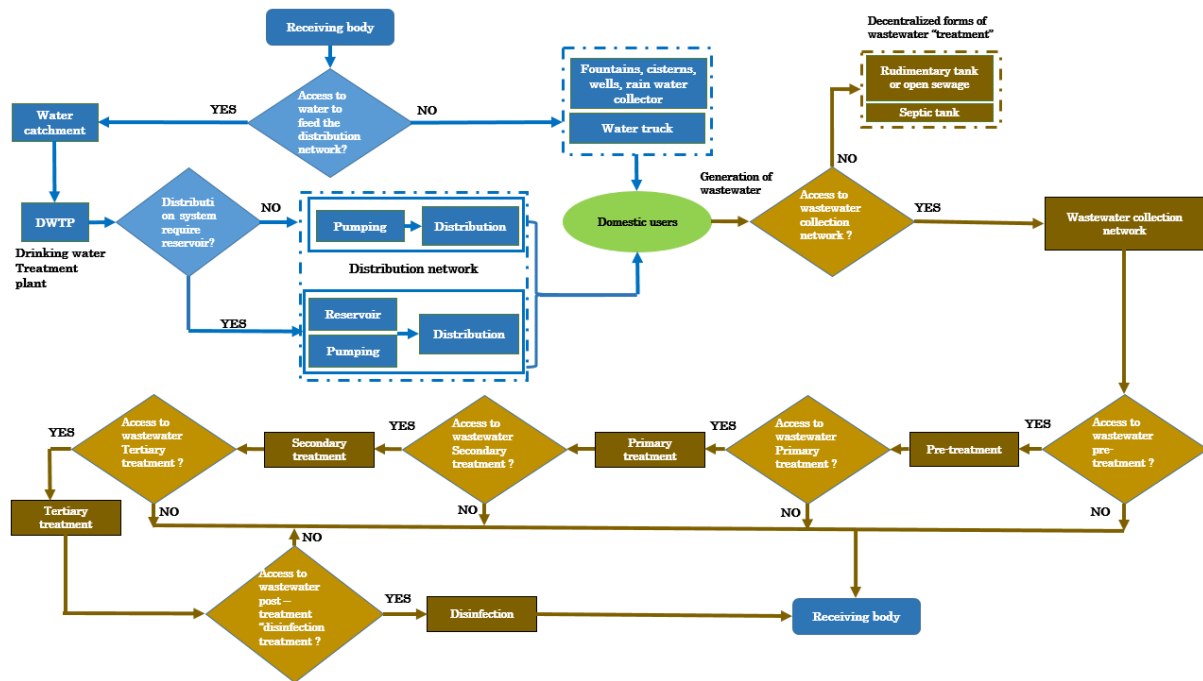 Receiving body
Decentralized forms of
wastewater “treatment”
Rudimentary tank
or open sewage
Septic tank
Fountains, cisterns,
wells, rain water
collector
Water truck
Access to
water to
feed the
distribution
network?
YES
NO
Water
catchment
NO
DWTP
Drinking water
Treatment
plant
Distributi
on system
require
reservoir?
NO
YES
Pumping
Distribution
Distribution network
Reservoir
Pumping
Distribution
Domestic users
Generation of
wastewater
Access to
wastewater
collection
network ?
YES
Wastewater collection
network
Access to
wastewater
pre-
treatment ?
YES
NO
Pre-treatment
Access to
wastewater
Primary
treatment ?
YES
NO
Primary
treatment
Access to
wastewater
Secondary
treatment ?
YES
NO
Secondary
treatment
Access to
wastewater
Tertiary
treatment ?
YES
NO
Tertiary
treatment
Access to
wastewater
post –
treatment
“disinfection
treatment ?
NO
YES
Disinfection
Receiving body